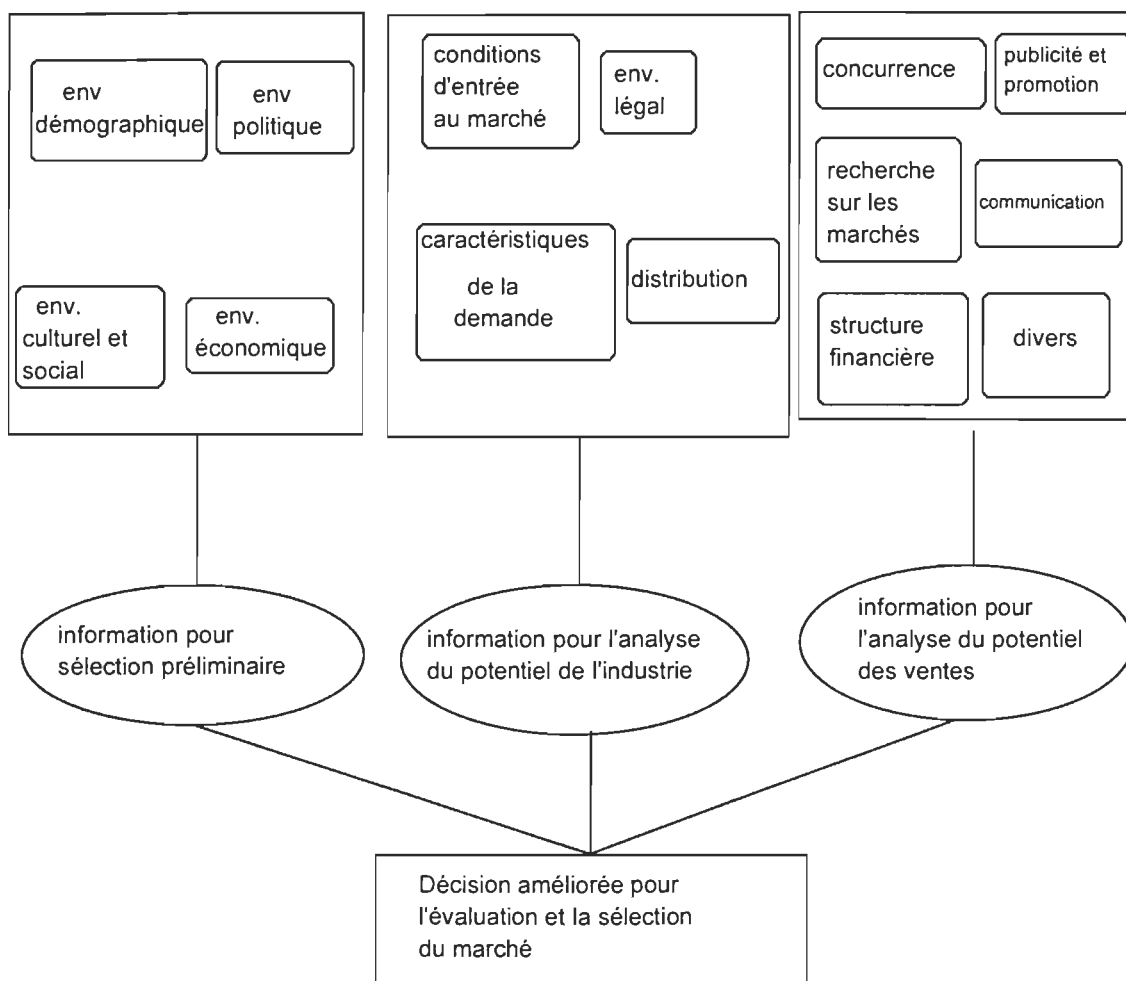 env
démographique
env
politique
env.
culturel et
social
env.
économique
conditions
d'entrée
au marché
env.
légal
caractéristiques
de la
demande
distribution
concurrence
publicité et
promotion
recherche
sur les
marchés
communication
structure
financière
divers
information pour
sélection préliminaire
information pour l'analyse
du potentiel de l'industrie
information pour
l'analyse du potentiel
des ventes
Décision améliorée pour
l'évaluation et la sélection
du marché